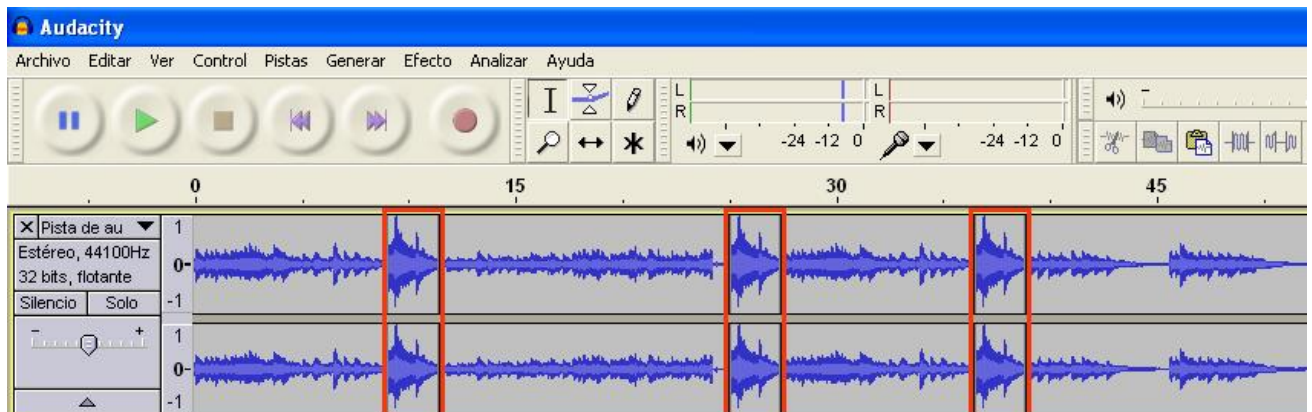 Audacity
Archivo Editar Ver Control Pistas Generar Efecto Analizar Ayuda
L L
R R
-24 -12 0 -24 -12 0
0 15 30 45
X Pista de au
Estéreo, 44100Hz
32 bits, flotante
Silencio Solo
- +
1
0-
-1
1
0-
-1